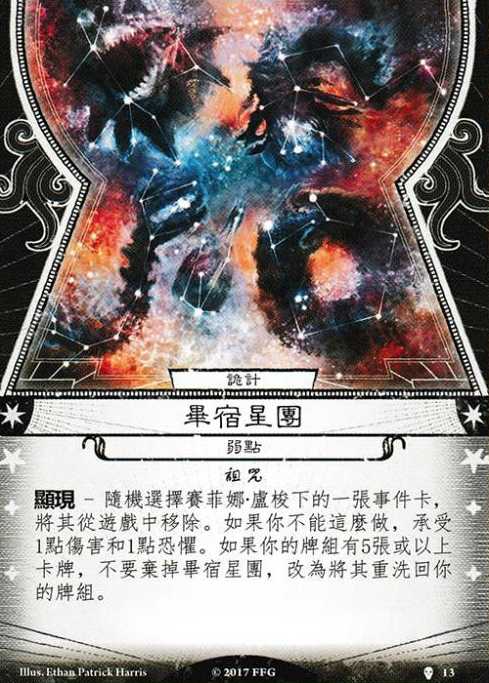 詭計
畢宿星團
弱點
詛咒
顯現 – 隨機選擇賽菲娜·盧梭下的一張事件卡，
將其從遊戲中移除。如果你不能這麼做，承受
1點傷害和1點恐懼。如果你的牌組有5張或以上
卡牌，不要棄掉畢宿星團，改為將其重洗回你
的牌組。
Illus. Ethan Patrick Harris
© 2017 FFG
13